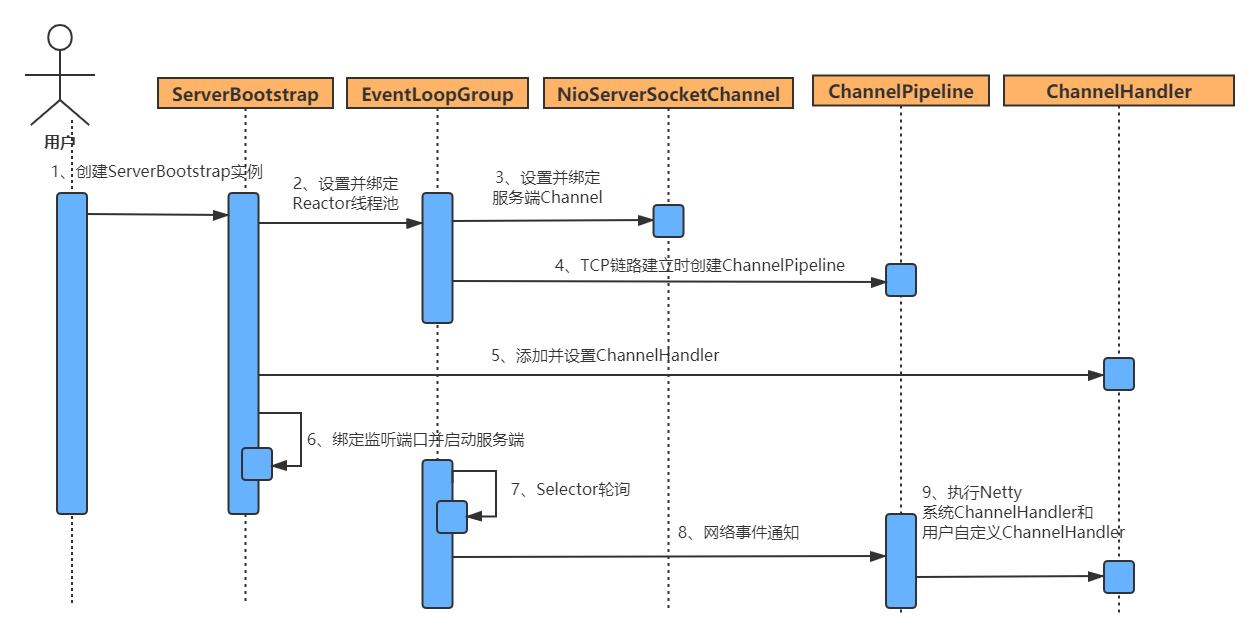 ServerBootstrap
EventLoopGroup
NioServerSocketChannel
ChannelPipeline
ChannelHandler
用户
1、创建ServerBootstrap实例
2、设置并绑定
Reactor线程池
3、设置并绑定
服务端Channel
4、TCP链路建立时创建ChannelPipeline
5、添加并设置ChannelHandler
6、绑定监听端口并启动服务端
7、Selector轮询
8、网络事件通知
9、执行Netty
系统ChannelHandler和
用户自定义ChannelHandler